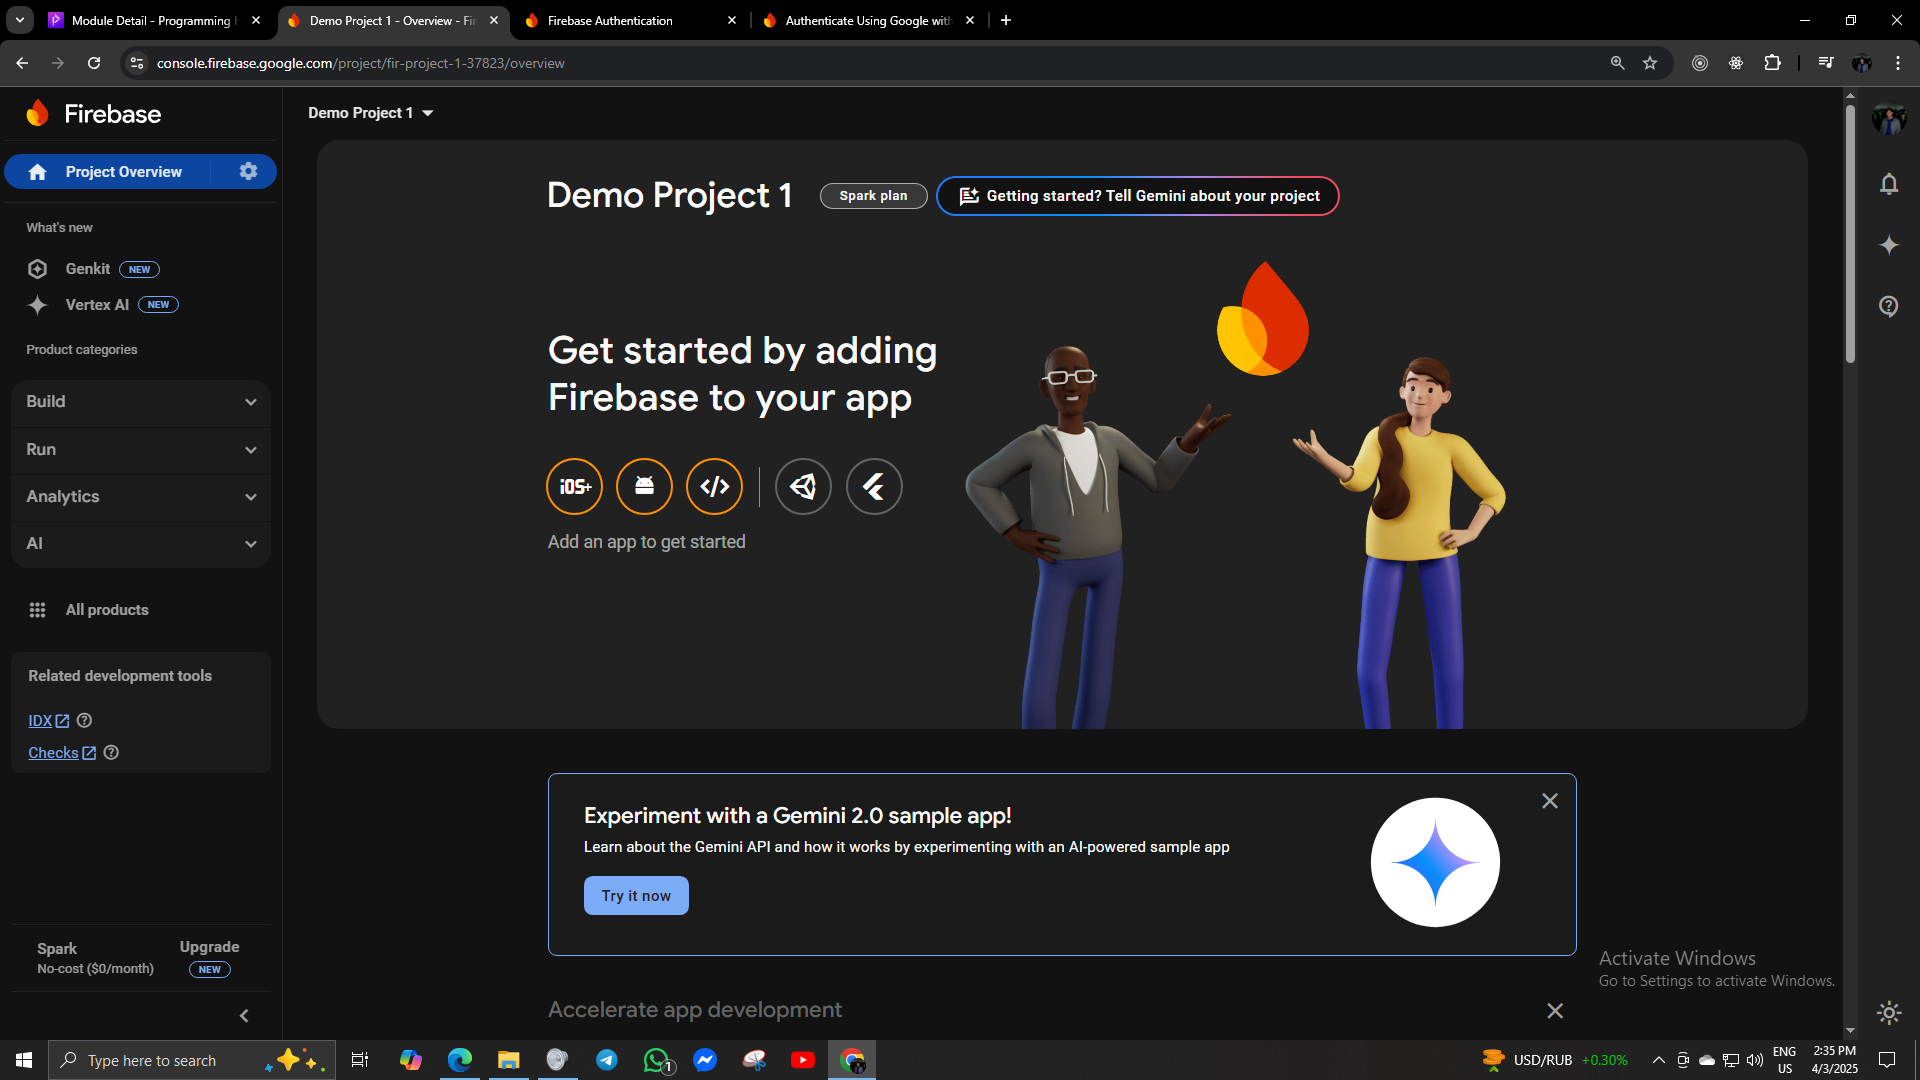 Module Detail - Programming H
Demo Project 1 - Overview - Fir
Firebase Authentication
Authenticate Using Google with
console.firebase.google.com/project/fir-project-1-37823/overview
Firebase
Demo Project 1
Project Overview
What's new
Genkit NEW
Vertex AI NEW
Product categories
Build
Run
Analytics
AI
All products
Related development tools
IDX
Checks
Spark
No-cost ($0/month)
Upgrade
NEW
Demo Project 1
Spark plan
Getting started? Tell Gemini about your project
Get started by adding
Firebase to your app
iOS+
Add an app to get started
Experiment with a Gemini 2.0 sample app!
Learn about the Gemini API and how it works by experimenting with an AI-powered sample app
Try it now
Accelerate app development
Activate Windows
Go to Settings to activate Windows.
Type here to search
1
USD/RUB +0.30%
ENG
US
2:35 PM
4/3/2025